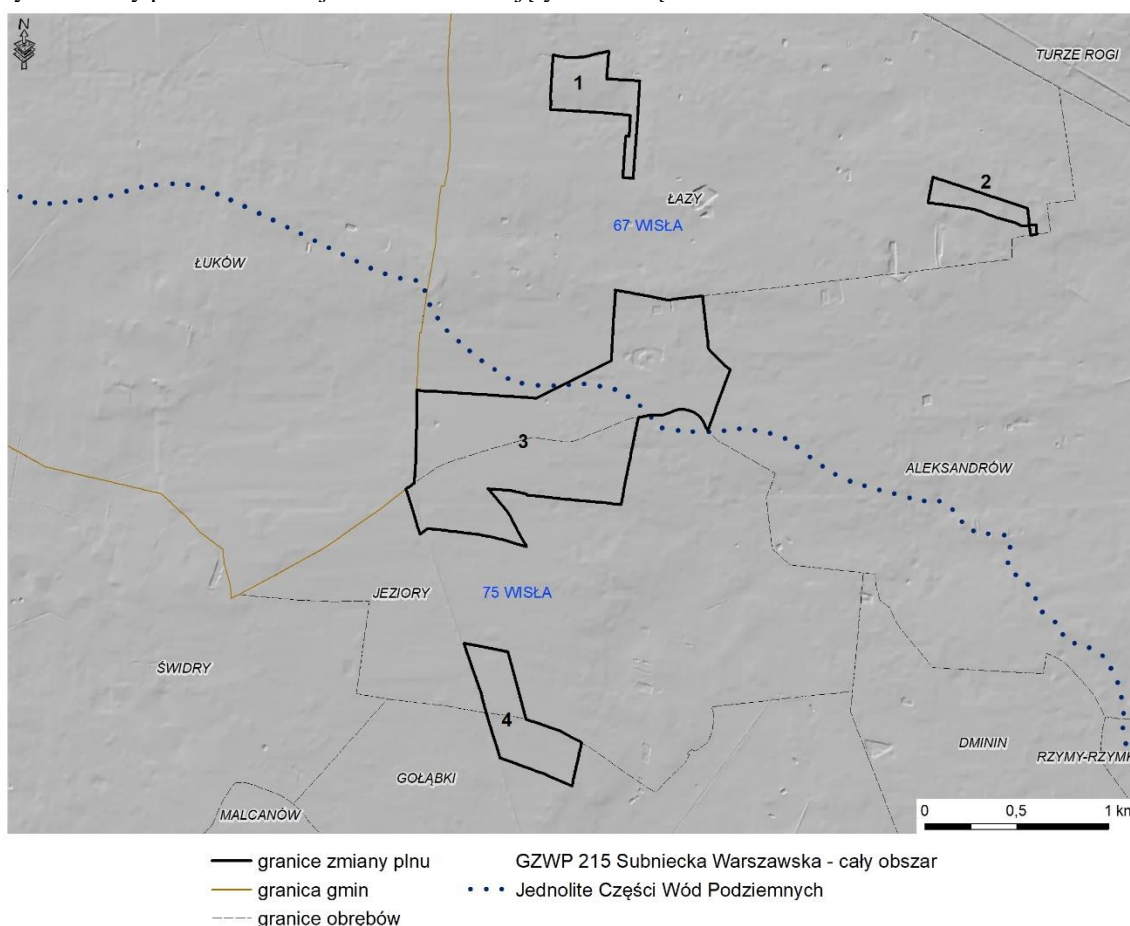 N
TURZE ROGI
1
2
ŁAZY
67 WISŁA
ŁUKÓW
3
ALEKSANDRÓW
JEZIORY
75 WISŁA
ŚWIDRY
4
DMININ
RZYMY-RZYMK
GOŁĄBKI
MALCANÓW
0 0,5 1 km
granice zmiany plnu GZWP 215 Subniecka Warszawska - cały obszar
granica gmin Jednolite Części Wód Podziemnych
granice obrębów